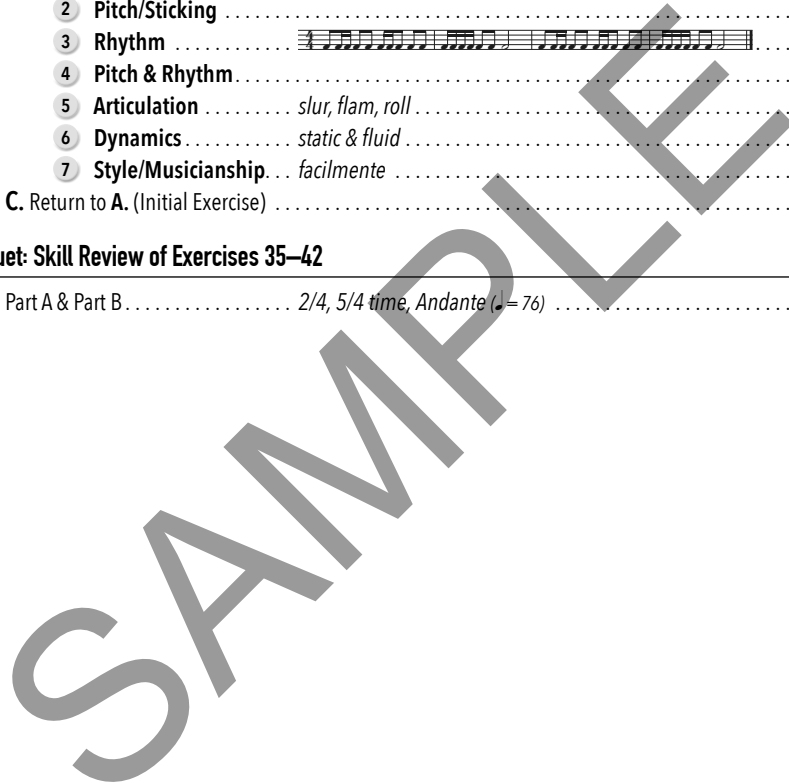 2 Pitch/Sticking . . . . . . . . . . . . . . . . . . . . . . . . . . . . . . . . . . . . . . . .
3 Rhythm . . . . . . . . . . . . . . . .
4 Pitch & Rhythm. . . . . . . . . . . . . . . . . . . . . . . . . . . . . . . . . . . . . . . .
5 Articulation . . . . . . . . . slur, flam, roll . . . . . . . . . . . . . . . . . . . . . . . . . . . . . .
6 Dynamics . . . . . . . . . . . static & fluid . . . . . . . . . . . . . . . . . . . . . . . . . . . . . .
7 Style/Musicianship. . . facilmente . . . . . . . . . . . . . . . . . . . . . . . . . . . . . .
C. Return to A. (Initial Exercise) . . . . . . . . . . . . . . . . . . . . . . . . . . . . . . . . . . . . . . . .
uet: Skill Review of Exercises 35–42
Part A & Part B . . . . . . . . . . . . . . . . . 2/4, 5/4 time, Andante (♩= 76) . . . . . . . . . . . . . . . . . . . . . . . .
SAMPLE